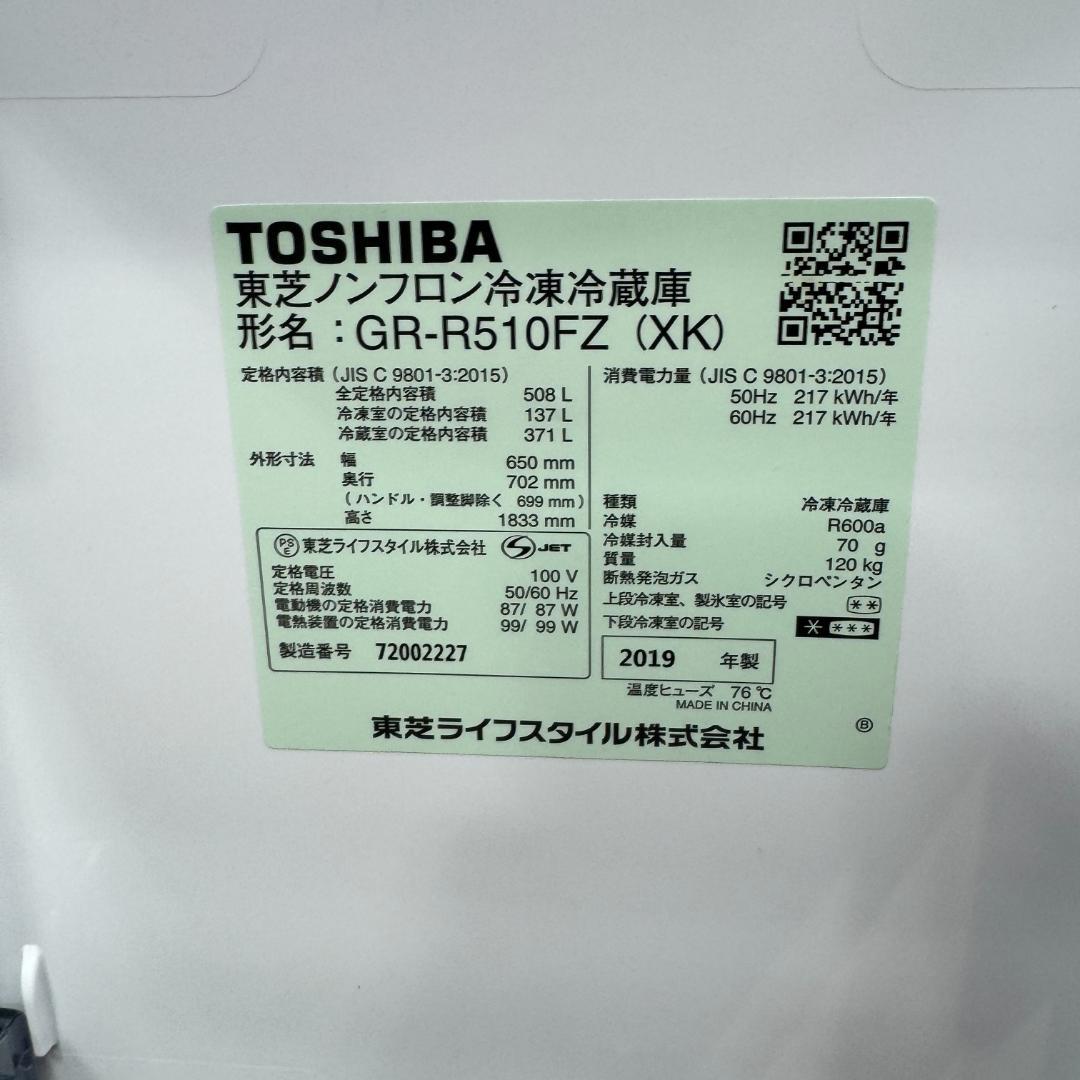 TOSHIBA
東芝ノンフロン冷凍冷蔵庫
形名：GR-R510FZ（XK）
定格内容積（JIS C 9801-3:2015）
全定格内容積 508 L
冷凍室の定格内容積 137 L
冷蔵室の定格内容積 371 L
外形寸法 幅 650 mm
奥行 702 mm
（ハンドル・調整脚除く 699 mm）
高さ 1833 mm
PSE 東芝ライフスタイル株式会社 S JET
定格電圧 100 V
定格周波数 50/60 Hz
電動機の定格消費電力 87/ 87 W
電熱装置の定格消費電力 99/ 99 W
製造番号 72002227
消費電力量（JIS C 9801-3:2015）
50Hz 217 kWh/年
60Hz 217 kWh/年
種類 冷凍冷蔵庫
冷媒 R600a
冷媒封入量 70 g
質量 120 kg
断熱発泡ガス シクロペンタン
上段冷凍室、製氷室の記号 **
下段冷凍室の記号 * ***
2019 年製
温度ヒューズ 76℃
MADE IN CHINA
東芝ライフスタイル株式会社 Ⓑ